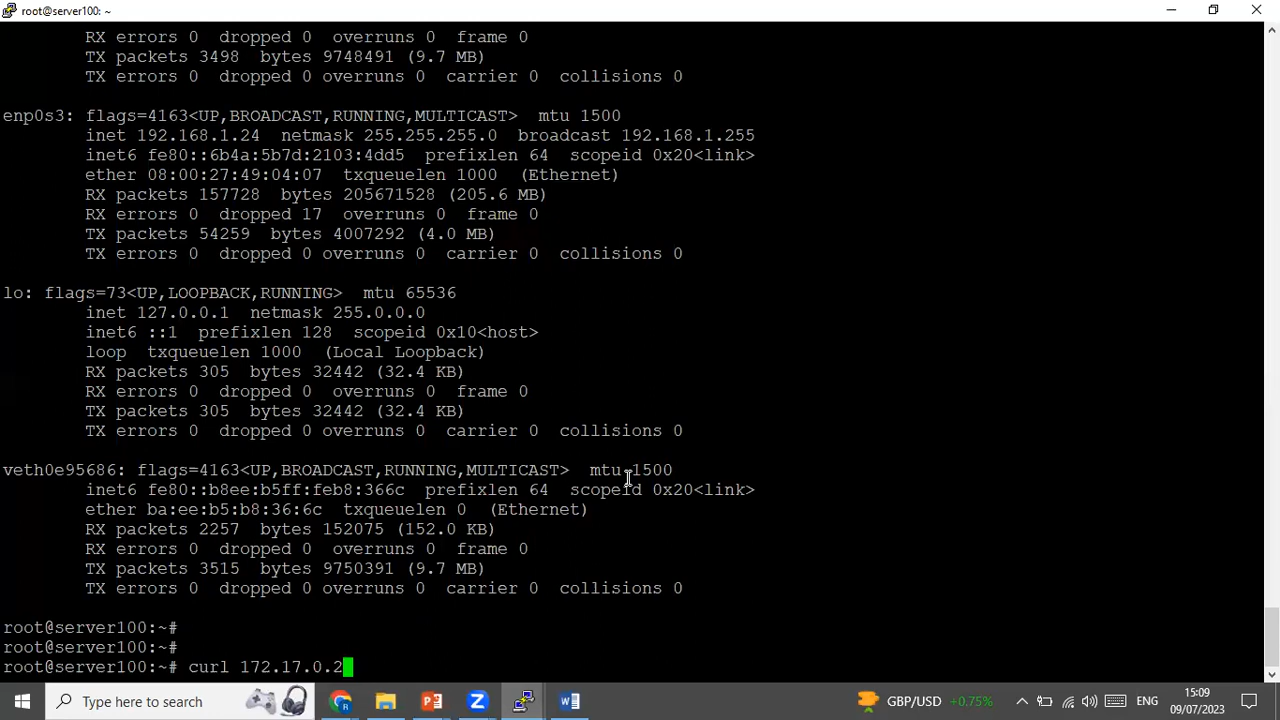 root@server100: ~
RX errors 0  dropped 0  overruns 0  frame 0
TX packets 3498  bytes 9748491 (9.7 MB)
TX errors 0  dropped 0 overruns 0  carrier 0  collisions 0
enp0s3: flags=4163<UP,BROADCAST,RUNNING,MULTICAST>  mtu 1500
inet 192.168.1.24  netmask 255.255.255.0  broadcast 192.168.1.255
inet6 fe80::6b4a:5b7d:2103:4dd5  prefixlen 64  scopeid 0x20<link>
ether 08:00:27:49:04:07  txqueuelen 1000  (Ethernet)
RX packets 157728  bytes 205671528 (205.6 MB)
RX errors 0  dropped 17  overruns 0  frame 0
TX packets 54259  bytes 4007292 (4.0 MB)
TX errors 0  dropped 0 overruns 0  carrier 0  collisions 0
lo: flags=73<UP,LOOPBACK,RUNNING>  mtu 65536
inet 127.0.0.1  netmask 255.0.0.0
inet6 ::1  prefixlen 128  scopeid 0x10<host>
loop  txqueuelen 1000  (Local Loopback)
RX packets 305  bytes 32442 (32.4 KB)
RX errors 0  dropped 0  overruns 0  frame 0
TX packets 305  bytes 32442 (32.4 KB)
TX errors 0  dropped 0 overruns 0  carrier 0  collisions 0
veth0e95686: flags=4163<UP,BROADCAST,RUNNING,MULTICAST>  mtu 1500
inet6 fe80::b8ee:b5ff:feb8:366c  prefixlen 64  scopeid 0x20<link>
ether ba:ee:b5:b8:36:6c  txqueuelen 0  (Ethernet)
RX packets 2257  bytes 152075 (152.0 KB)
RX errors 0  dropped 0  overruns 0  frame 0
TX packets 3515  bytes 9750391 (9.7 MB)
TX errors 0  dropped 0 overruns 0  carrier 0  collisions 0
root@server100:~#
root@server100:~#
root@server100:~# curl 172.17.0.2
Type here to search
GBP/USD +0.75%
ENG
15:09
09/07/2023